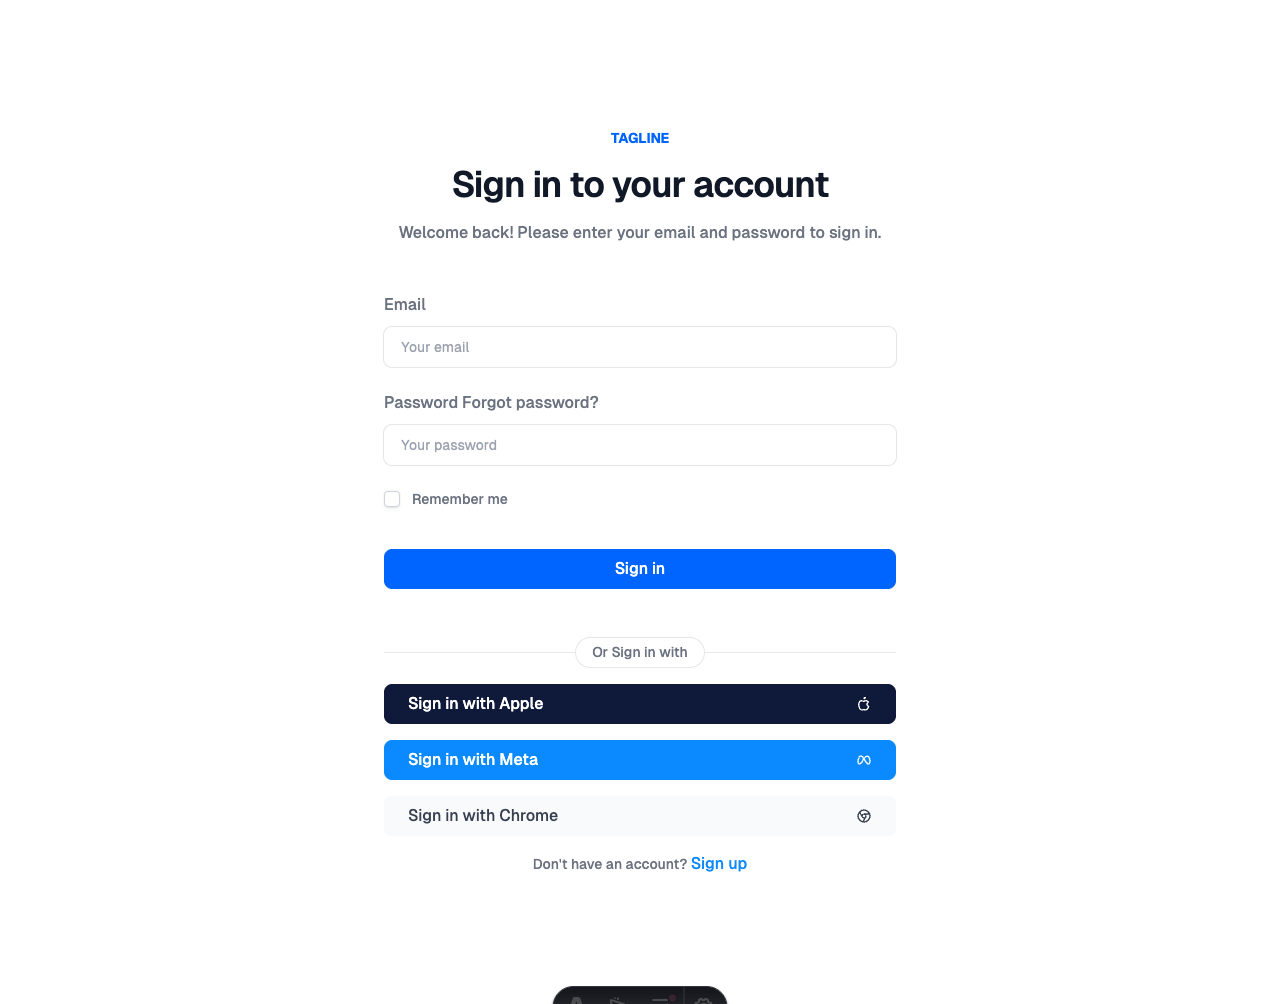 TAGLINE
Sign in to your account
Welcome back! Please enter your email and password to sign in.
Email
Your email
Password Forgot password?
Your password
Remember me
Sign in
Or Sign in with
Sign in with Apple
Sign in with Meta
Sign in with Chrome
Don't have an account? Sign up